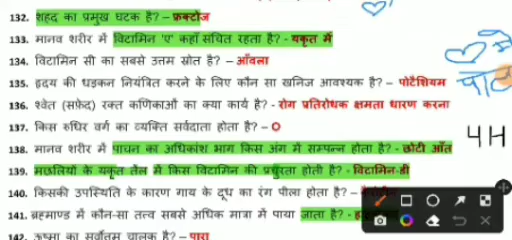 132. शहद का प्रमुख घटक है? – फ्रक्टोज
133. मानव शरीर में विटामिन 'ए' कहाँ संचित रहता है? - यकृत में
134. विटामिन सी का सबसे उत्तम स्रोत है? – आँवला
135. हृदय की धड़कन नियंत्रित करने के लिए कौन सा खनिज आवश्यक है? – पोटैशियम
136. श्वेत (सफ़ेद) रक्त कणिकाओं का क्या कार्य है? - रोग प्रतिरोधक क्षमता धारण करना
137. किस रुधिर वर्ग का व्यक्ति सर्वदाता होता है? – O
138. मानव शरीर में पाचन का अधिकांश भाग किस अंग में सम्पन्न होता है? - छोटी आँत
139. मछलियों के यकृत तेल में किस विटामिन की प्रचुरता होती है? - विटामिन-डी
140. किसकी उपस्थिति के कारण गाय के दूध का रंग पीला होता है? –
141. ब्रहमाण्ड में कौन-सा तत्व सबसे अधिक मात्रा में पाया जाता है? -
142. ऊष्मा का सर्वोत्तम चालक है? – पारा
में
4H